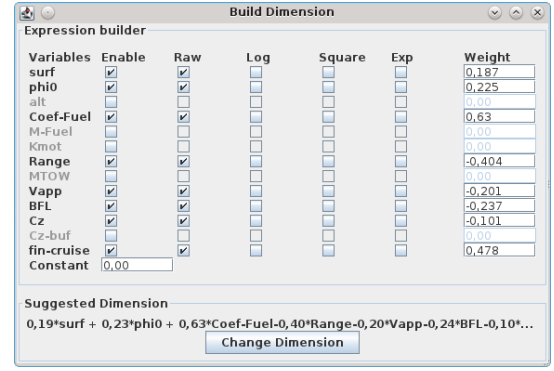 Build Dimension
Expression builder
Variables Enable Raw Log Square Exp Weight
surf 0,187
phi0 0,225
alt 0,00
Coef-Fuel 0,63
M-Fuel 0,00
Kmot 0,00
Range -0,404
MTOW 0,00
Vapp -0,201
BFL -0,237
Cz -0,101
Cz-buf 0,00
fin-cruise 0,478
Constant 0,00
Suggested Dimension
0,19*surf + 0,23*phi0 + 0,63*Coef-Fuel-0,40*Range-0,20*Vapp-0,24*BFL-0,10*...
Change Dimension